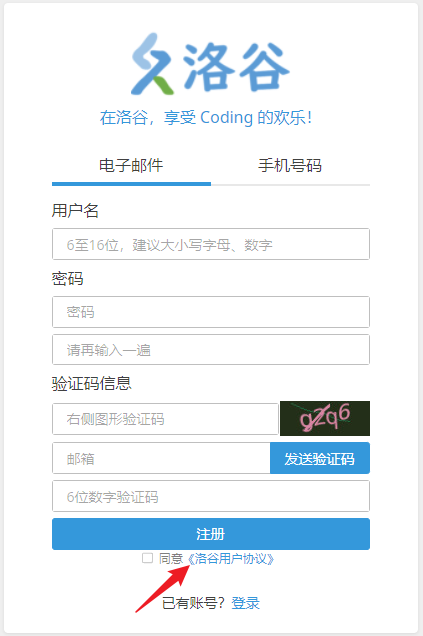 洛谷
在洛谷，享受 Coding 的欢乐！
电子邮件 手机号码
用户名
6至16位，建议大小写字母、数字
密码
密码
请再输入一遍
验证码信息
右侧图形验证码 gzq6
邮箱 发送验证码
6位数字验证码
注册
同意《洛谷用户协议》
已有账号？登录